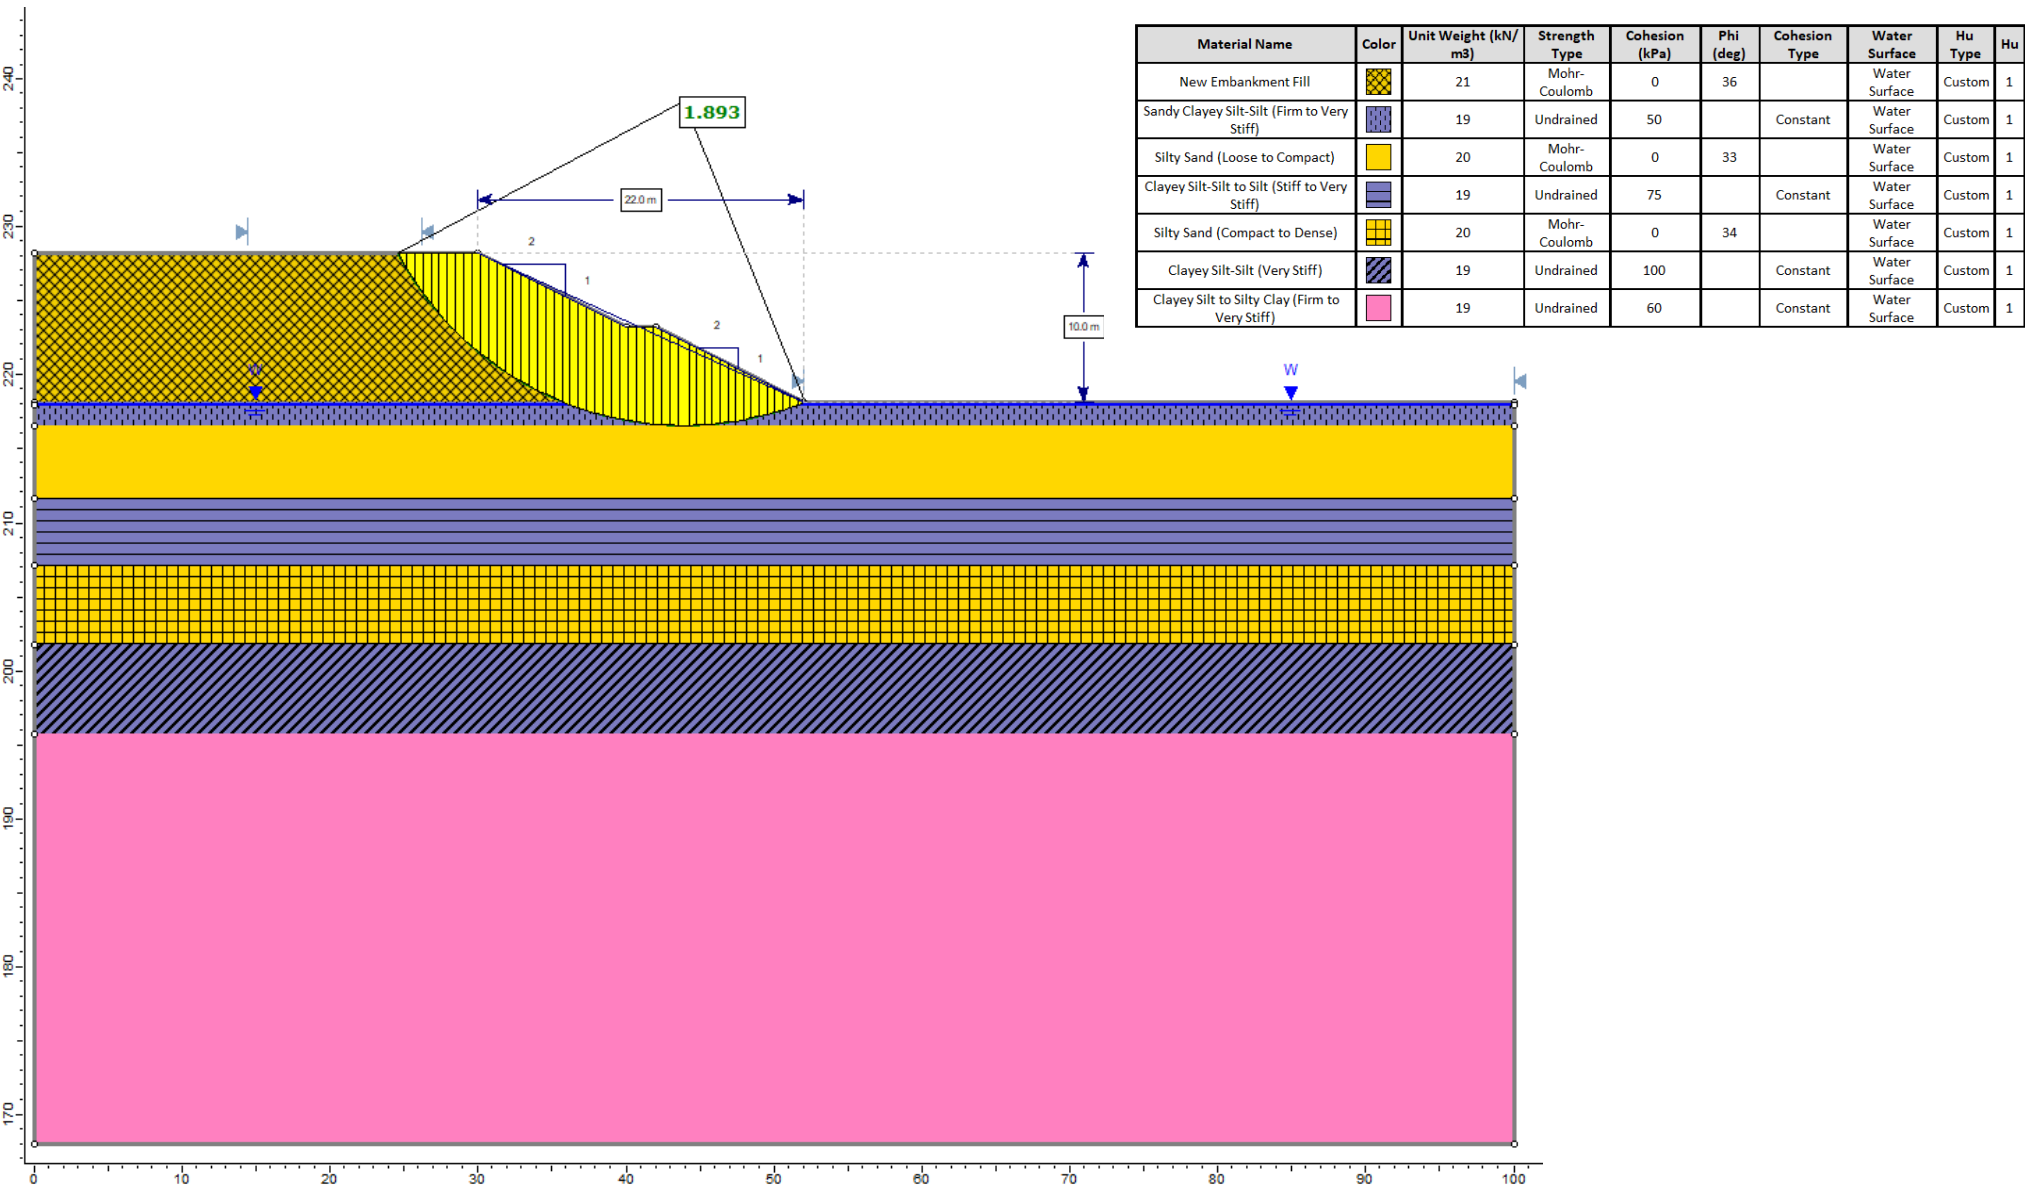 Material Name Color Unit Weight (kN/ Strength Cohesion Phi Cohesion Water Hu Hu
m3) Type (kPa) (deg) Type Surface Type
New Embankment Fill 21 Mohr- 0 36 Water Custom 1
Coulomb Surface
Sandy Clayey Silt-Silt (Firm to Very 19 Undrained 50 Constant Water Custom 1
Stiff) Surface
Silty Sand (Loose to Compact) 20 Mohr- 0 33 Water Custom 1
Coulomb Surface
Clayey Silt-Silt to Silt (Stiff to Very 19 Undrained 75 Constant Water Custom 1
Stiff) Surface
Silty Sand (Compact to Dense) 20 Mohr- 0 34 Water Custom 1
Coulomb Surface
Clayey Silt-Silt (Very Stiff) 19 Undrained 100 Constant Water Custom 1
Surface
Clayey Silt to Silty Clay (Firm to 19 Undrained 60 Constant Water Custom 1
Very Stiff) Surface
1.893
22.0 m
2
1
2
1
10.0 m
W
W
240
230
220
210
200
190
180
170
0 10 20 30 40 50 60 70 80 90 100